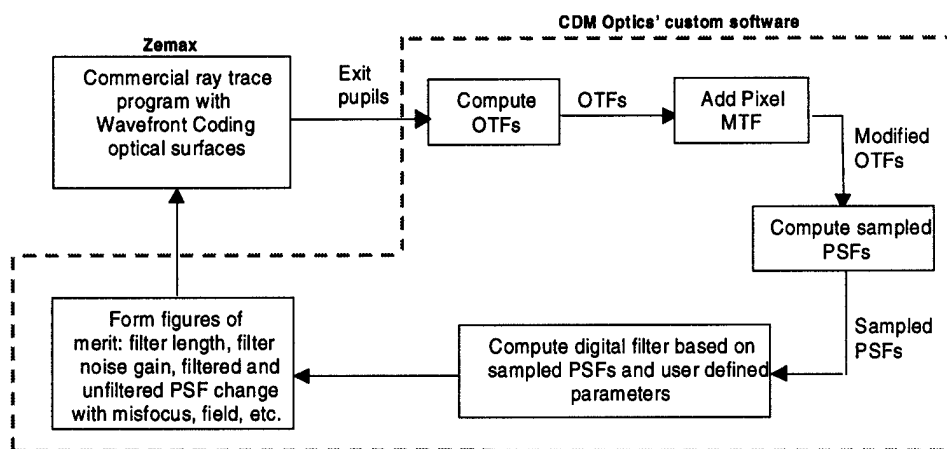 CDM Optics' custom software
Zemax
Commercial ray trace
program with
Wavefront Coding
optical surfaces
Exit
pupils
Compute
OTFs
OTFs
Add Pixel
MTF
Modified
OTFs
Compute sampled
PSFs
Sampled
PSFs
Compute digital filter based on
sampled PSFs and user defined
parameters
Form figures of
merit: filter length, filter
noise gain, filtered and
unfiltered PSF change
with misfocus, field, etc.